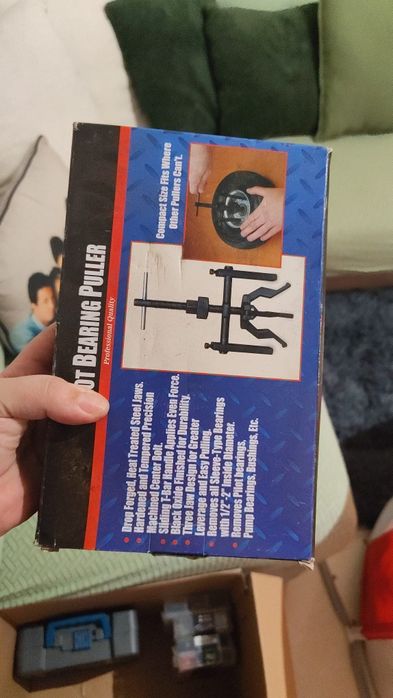 OT BEARING PULLER
Professional Quality
Compact Size Fits Where
Other Pullers Can't.
Drop Forged, Heat Treated Steel Jaws.
Hardened and Tempered Precision
Machined Center Bolt.
Sliding T-Bar Handle Applies Even Force.
Black Oxide Finished for Durability.
Three Jaw Design for Greater
Leverage and Easy Pulling.
Removes all Sleeve-Type Bearings
with 1/2"-2" Inside Diameter.
Removes Pilot bearings,
Pump Bearings, Bushings, Etc.